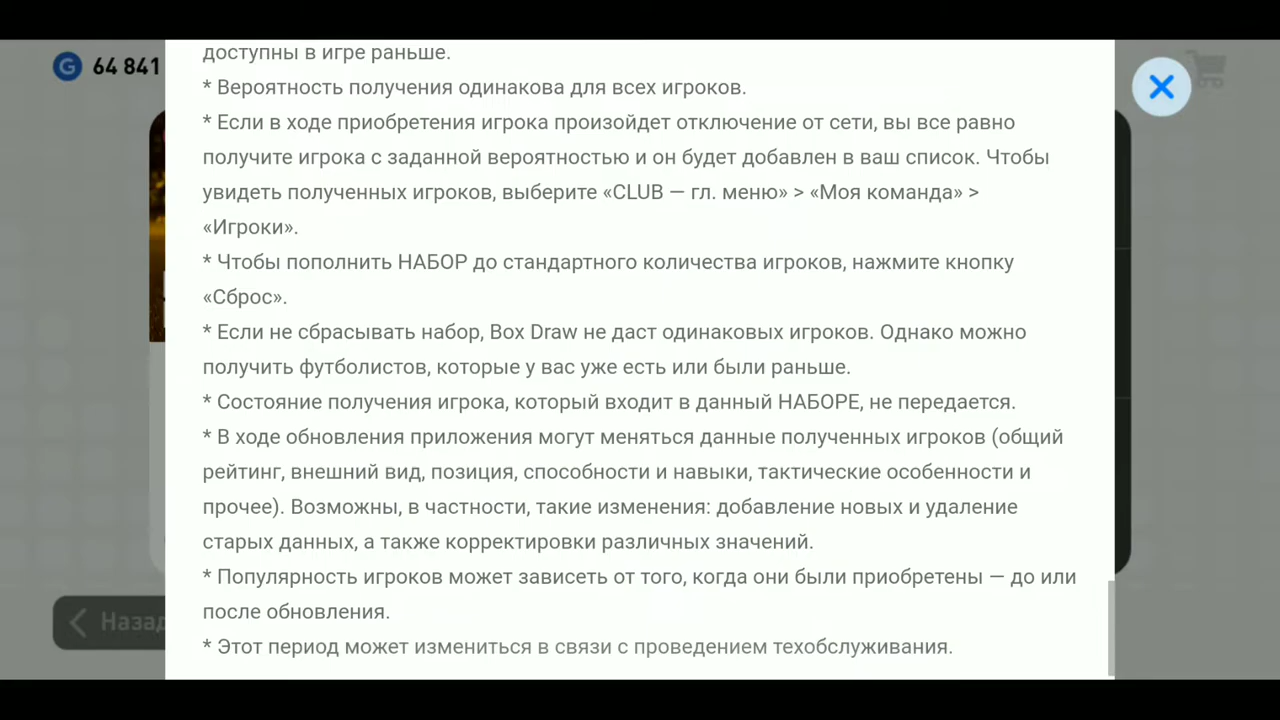 64 841
доступны в игре раньше.
* Вероятность получения одинакова для всех игроков.
* Если в ходе приобретения игрока произойдет отключение от сети, вы все равно
получите игрока с заданной вероятностью и он будет добавлен в ваш список. Чтобы
увидеть полученных игроков, выберите «CLUB — гл. меню» > «Моя команда» >
«Игроки».
* Чтобы пополнить НАБОР до стандартного количества игроков, нажмите кнопку
«Сброс».
* Если не сбрасывать набор, Box Draw не даст одинаковых игроков. Однако можно
получить футболистов, которые у вас уже есть или были раньше.
* Состояние получения игрока, который входит в данный НАБОРЕ, не передается.
* В ходе обновления приложения могут меняться данные полученных игроков (общий
рейтинг, внешний вид, позиция, способности и навыки, тактические особенности и
прочее). Возможны, в частности, такие изменения: добавление новых и удаление
старых данных, а также корректировки различных значений.
* Популярность игроков может зависеть от того, когда они были приобретены — до или
после обновления.
Назад
* Этот период может измениться в связи с проведением техобслуживания.